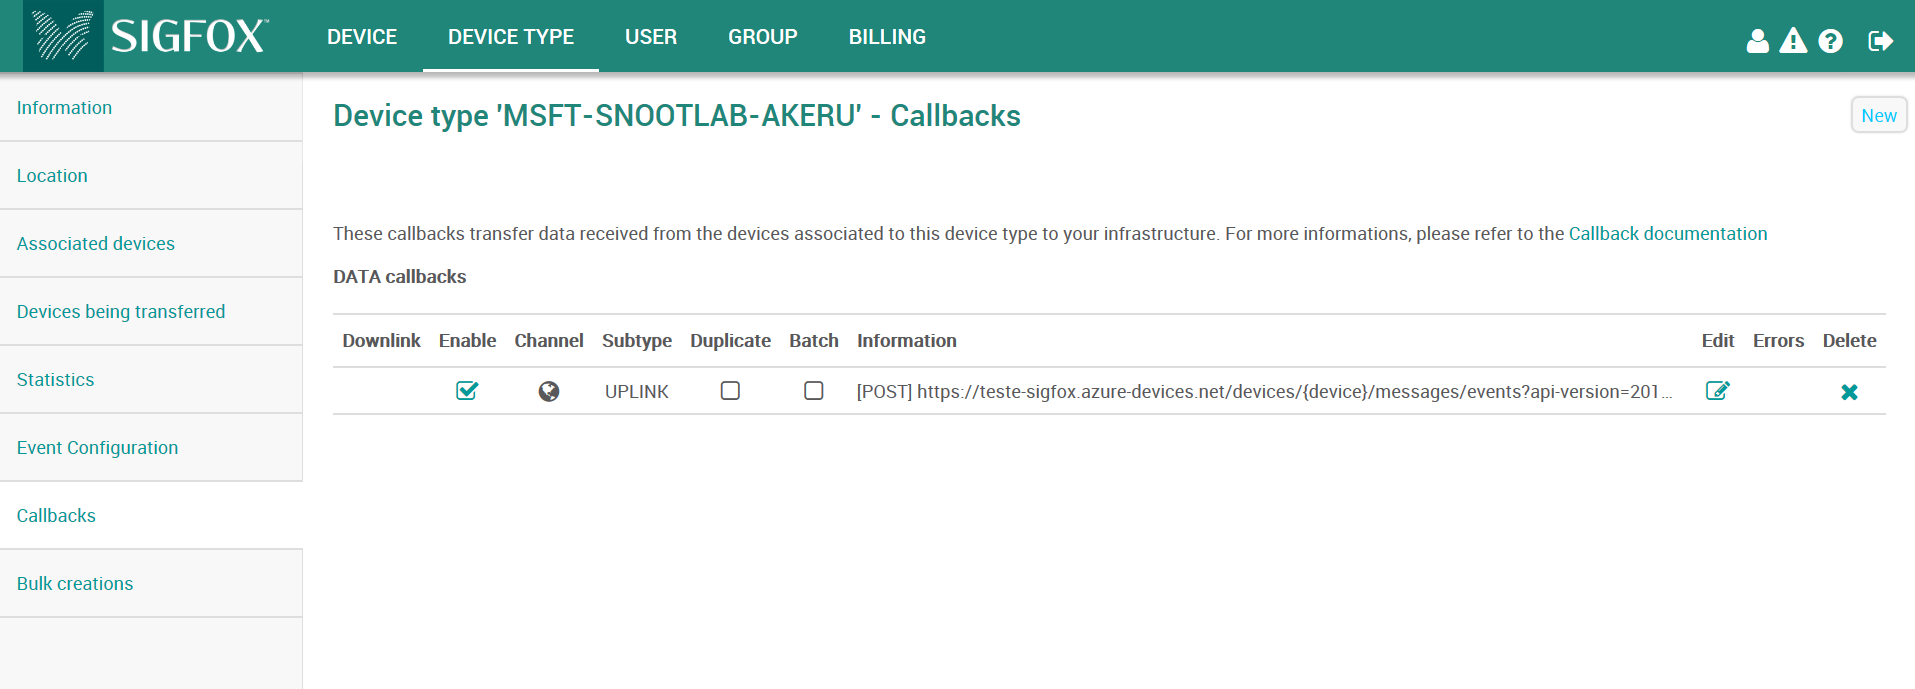 SIGFOX™ DEVICE DEVICE TYPE USER GROUP BILLING
Information
Location
Associated devices
Devices being transferred
Statistics
Event Configuration
Callbacks
Bulk creations
Device type 'MSFT-SNOOTLAB-AKERU' - Callbacks
New
These callbacks transfer data received from the devices associated to this device type to your infrastructure. For more informations, please refer to the Callback documentation
DATA callbacks
Downlink Enable Channel Subtype Duplicate Batch Information Edit Errors Delete
UPLINK [POST] https://teste-sigfox.azure-devices.net/devices/{device}/messages/events?api-version=201...